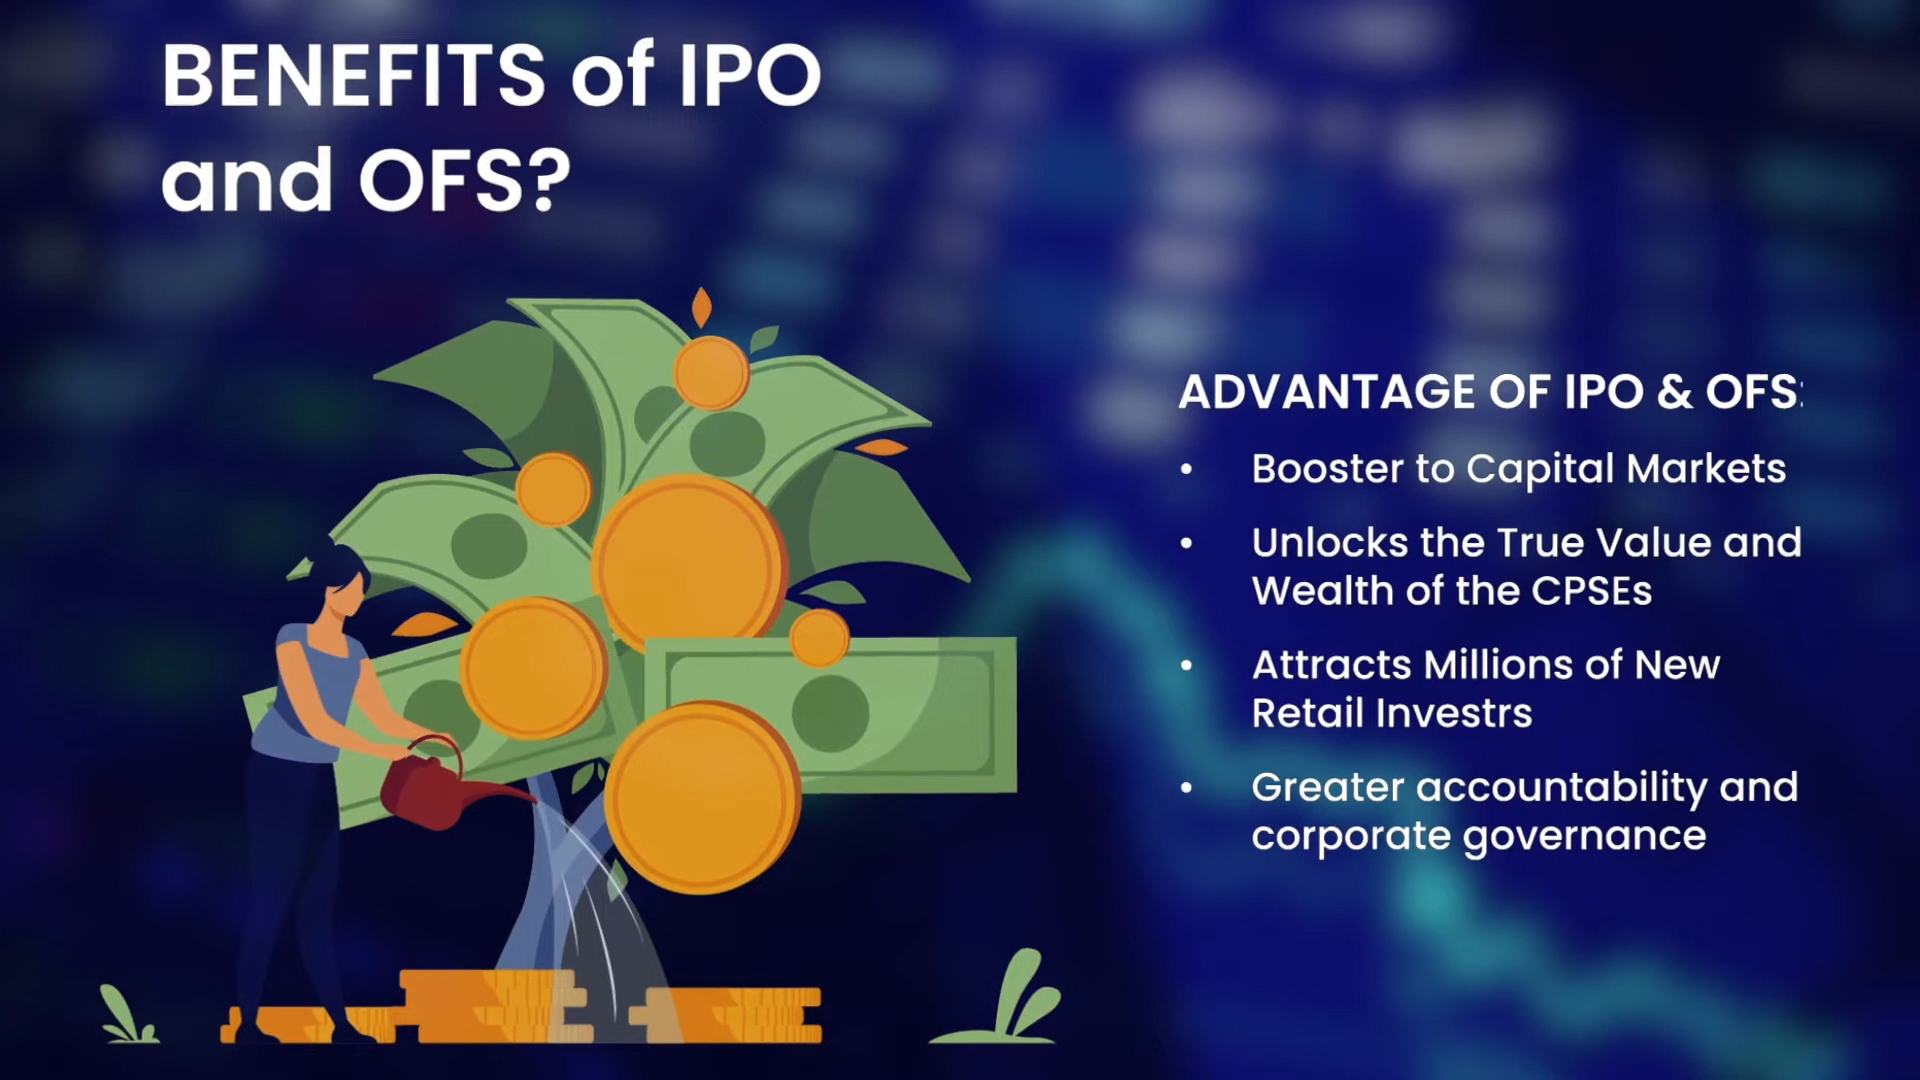 BENEFITS of IPO
and OFS?
ADVANTAGE OF IPO & OFS:
• Booster to Capital Markets
• Unlocks the True Value and
Wealth of the CPSEs
• Attracts Millions of New
Retail Investrs
• Greater accountability and
corporate governance